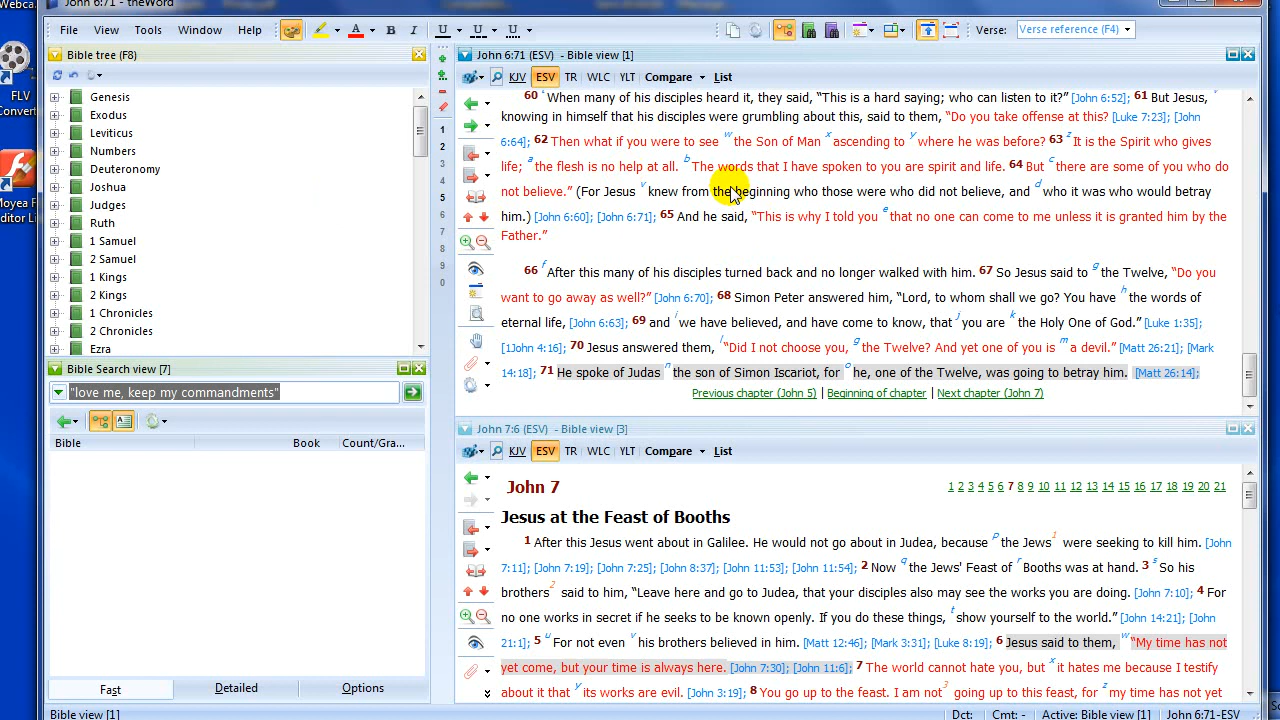 Webca
FLV
Convert
Moyea F
ditor Li
John 6:71 - theWord
File View Tools Window Help
Verse: Verse reference (F4)
Bible tree (F8)
Genesis
Exodus
Leviticus
Numbers
Deuteronomy
Joshua
Judges
Ruth
1 Samuel
2 Samuel
1 Kings
2 Kings
1 Chronicles
2 Chronicles
Ezra
Bible Search view [7]
"love me, keep my commandments"
Bible Book Count/Gra...
Fast Detailed Options
1
2
3
4
5
6
7
8
9
0
John 6:71 (ESV) - Bible view [1]
KJV ESV TR WLC YLT Compare List
60 When many of his disciples heard it, they said, “This is a hard saying; who can listen to it?” [John 6:52]; 61 But Jesus,
knowing in himself that his disciples were grumbling about this, said to them, “Do you take offense at this? [Luke 7:23]; [John
6:64]; 62 Then what if you were to see w the Son of Man x ascending to y where he was before? 63 z It is the Spirit who gives
life; a the flesh is no help at all. b The words that I have spoken to you are spirit and life. 64 But c there are some of you who do
not believe.” (For Jesus v knew from the beginning who those were who did not believe, and d who it was who would betray
him.) [John 6:60]; [John 6:71]; 65 And he said, “This is why I told you e that no one can come to me unless it is granted him by the
Father.”
66 f After this many of his disciples turned back and no longer walked with him. 67 So Jesus said to g the Twelve, “Do you
want to go away as well?” [John 6:70]; 68 Simon Peter answered him, “Lord, to whom shall we go? You have h the words of
eternal life, [John 6:63]; 69 and i we have believed, and have come to know, that j you are k the Holy One of God.” [Luke 1:35];
[1John 4:16]; 70 Jesus answered them, l “Did I not choose you, g the Twelve? And yet one of you is m a devil.” [Matt 26:21]; [Mark
14:18]; 71 He spoke of Judas n the son of Simon Iscariot, for o he, one of the Twelve, was going to betray him. [Matt 26:14];
Previous chapter (John 5) | Beginning of chapter | Next chapter (John 7)
John 7:6 (ESV) - Bible view [3]
KJV ESV TR WLC YLT Compare List
John 7 1 2 3 4 5 6 7 8 9 10 11 12 13 14 15 16 17 18 19 20 21
Jesus at the Feast of Booths
1 After this Jesus went about in Galilee. He would not go about in Judea, because p the Jews 1 were seeking to kill him. [John
7:11]; [John 7:19]; [John 7:25]; [John 8:37]; [John 11:53]; [John 11:54]; 2 Now q the Jews' Feast of r Booths was at hand. 3 s So his
brothers 2 said to him, “Leave here and go to Judea, that your disciples also may see the works you are doing. [John 7:10]; 4 For
no one works in secret if he seeks to be known openly. If you do these things, t show yourself to the world.” [John 14:21]; [John
21:1]; 5 u For not even v his brothers believed in him. [Matt 12:46]; [Mark 3:31]; [Luke 8:19]; 6 Jesus said to them, w “My time has not
yet come, but your time is always here. [John 7:30]; [John 11:6]; 7 The world cannot hate you, but x it hates me because I testify
about it that y its works are evil. [John 3:19]; 8 You go up to the feast. I am not 3 going up to this feast, for z my time has not yet
Bible view [1] Dct: Cmt: - Active: Bible view [1] John 6:71-ESV